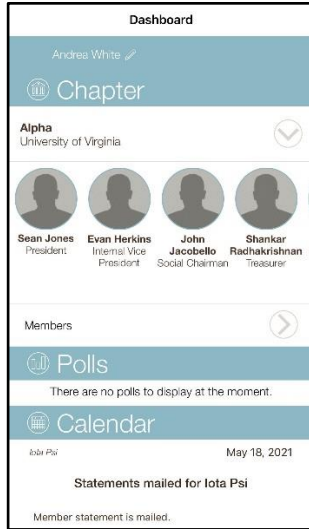 Dashboard
Andrea White
Chapter
Alpha
University of Virginia
Sean Jones
President
Evan Herkins
Internal Vice
President
John
Jacobello
Social Chairman
Shankar
Radhakrishnan
Treasurer
Members
Polls
There are no polls to display at the moment.
Calendar
Iota Psi May 18, 2021
Statements mailed for Iota Psi
Member statement is mailed.